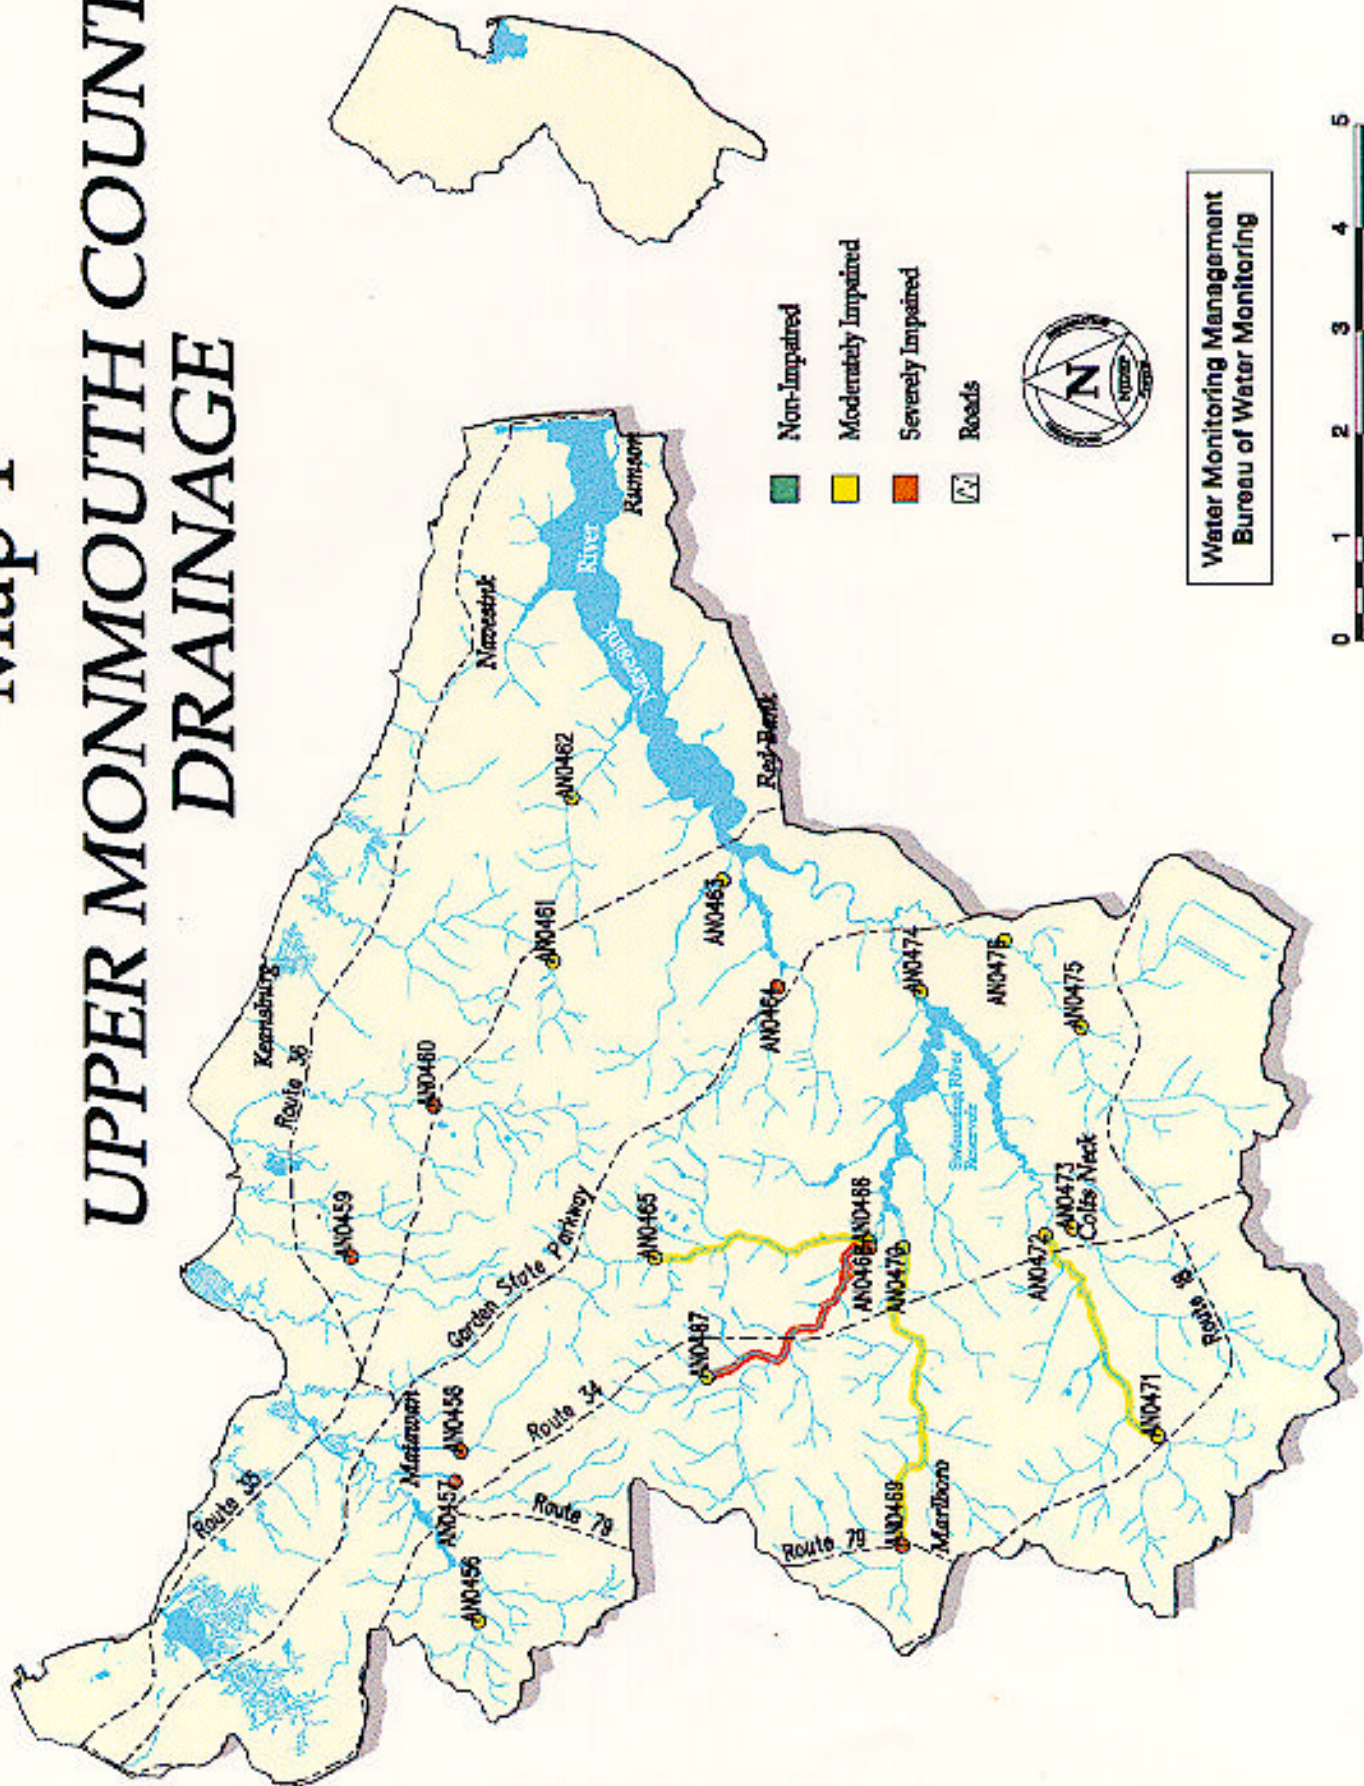 Map 1
UPPER MONMOUTH COUNT
DRAINAGE
Keansburg
Route 36
Navesink
River
Navesink
Rumson
Red Bank
AN0462
AN0461
AN0463
AN0460
AN0459
AN0464
Garden State Parkway
AN0465
AN0474
AN0475
Swimming River
Reservoir
AN0466
AN0470
AN0467
AN0472
AN0473
Colts Neck
Route 18
AN0471
Route 34
Matawan
AN0458
AN0457
AN0456
Route 35
Route 79
Route 79
AN0469
Marlboro
Non-Impaired
Moderately Impaired
Severely Impaired
Roads
N
NJDEP
Water Monitoring Management
Bureau of Water Monitoring
0 1 2 3 4 5